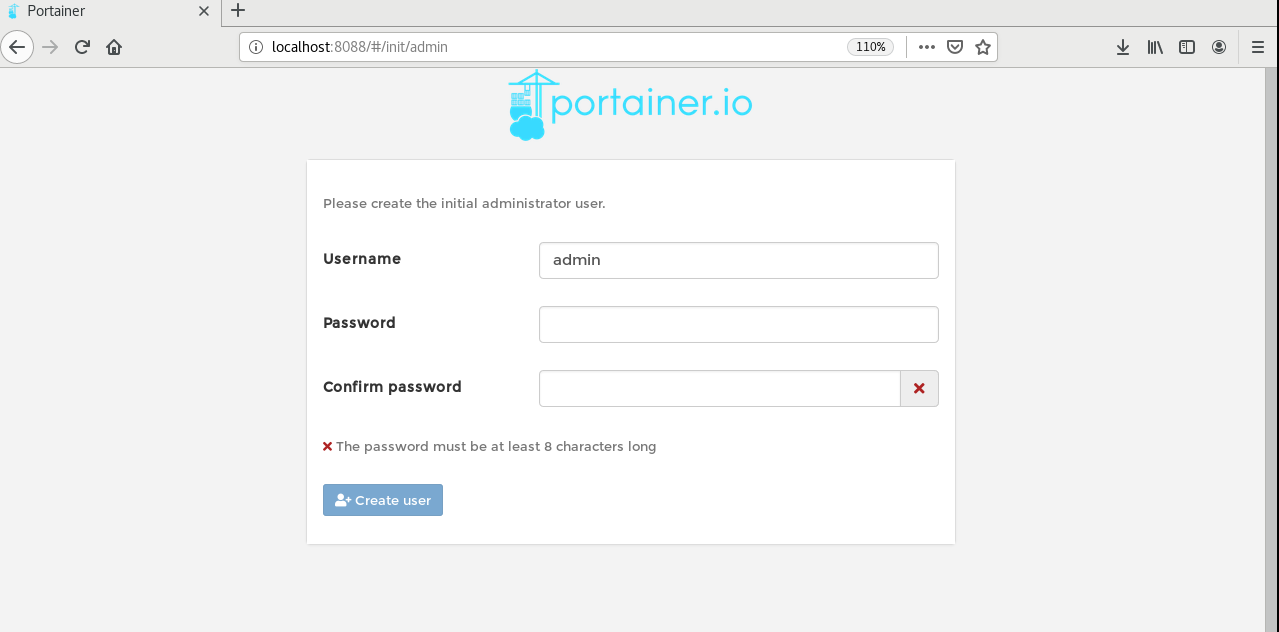 Portainer
localhost:8088/#/init/admin
110%
portainer.io
Please create the initial administrator user.
Username
admin
Password
Confirm password
The password must be at least 8 characters long
Create user